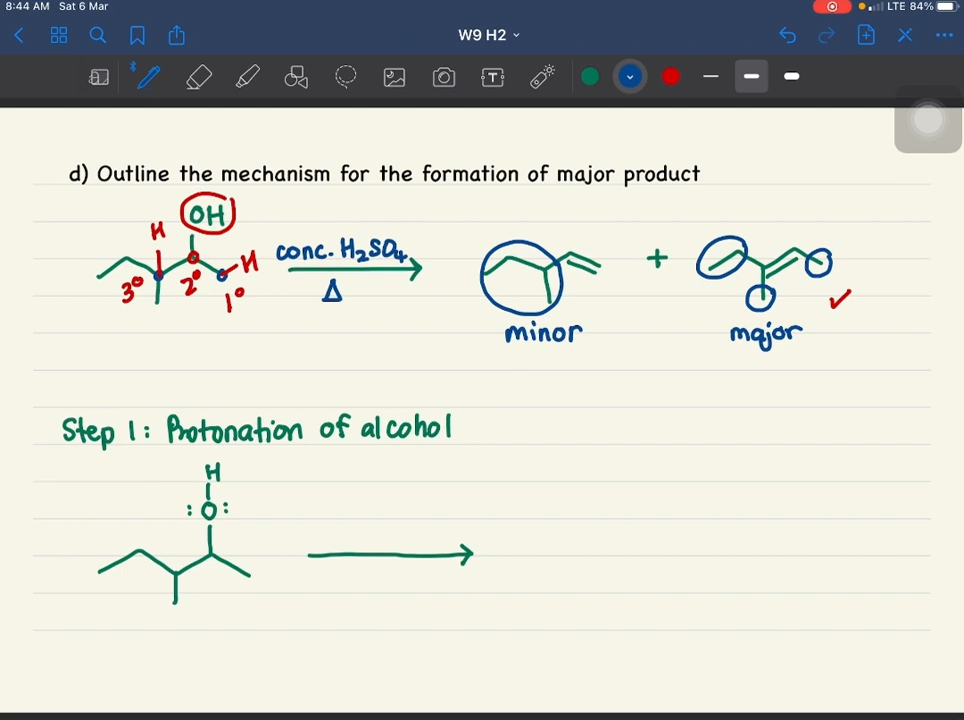 8:44 AM Sat 6 Mar
LTE 84%
W9 H2
d) Outline the mechanism for the formation of major product
OH
H
H
3° 2° 1°
conc. H₂SO₄
Δ
+
minor
major
Step 1: Protonation of alcohol
H
:O: